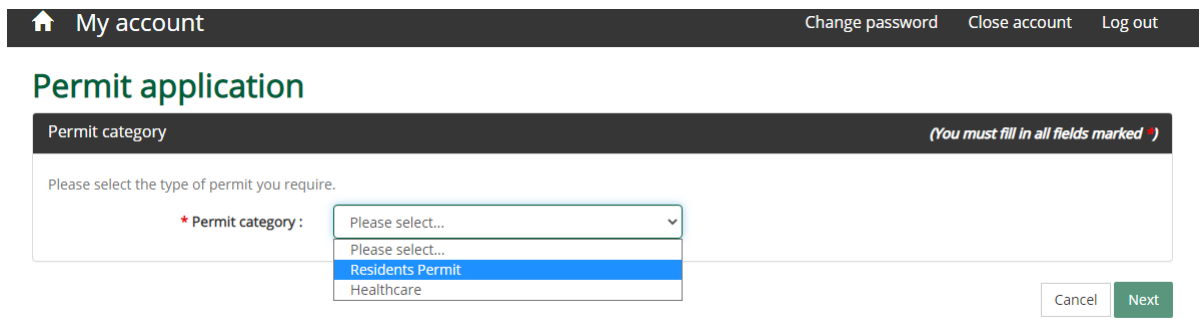 My account Change password Close account Log out
Permit application
Permit category (You must fill in all fields marked *)
Please select the type of permit you require.
* Permit category : Please select...
Please select...
Residents Permit
Healthcare
Cancel Next